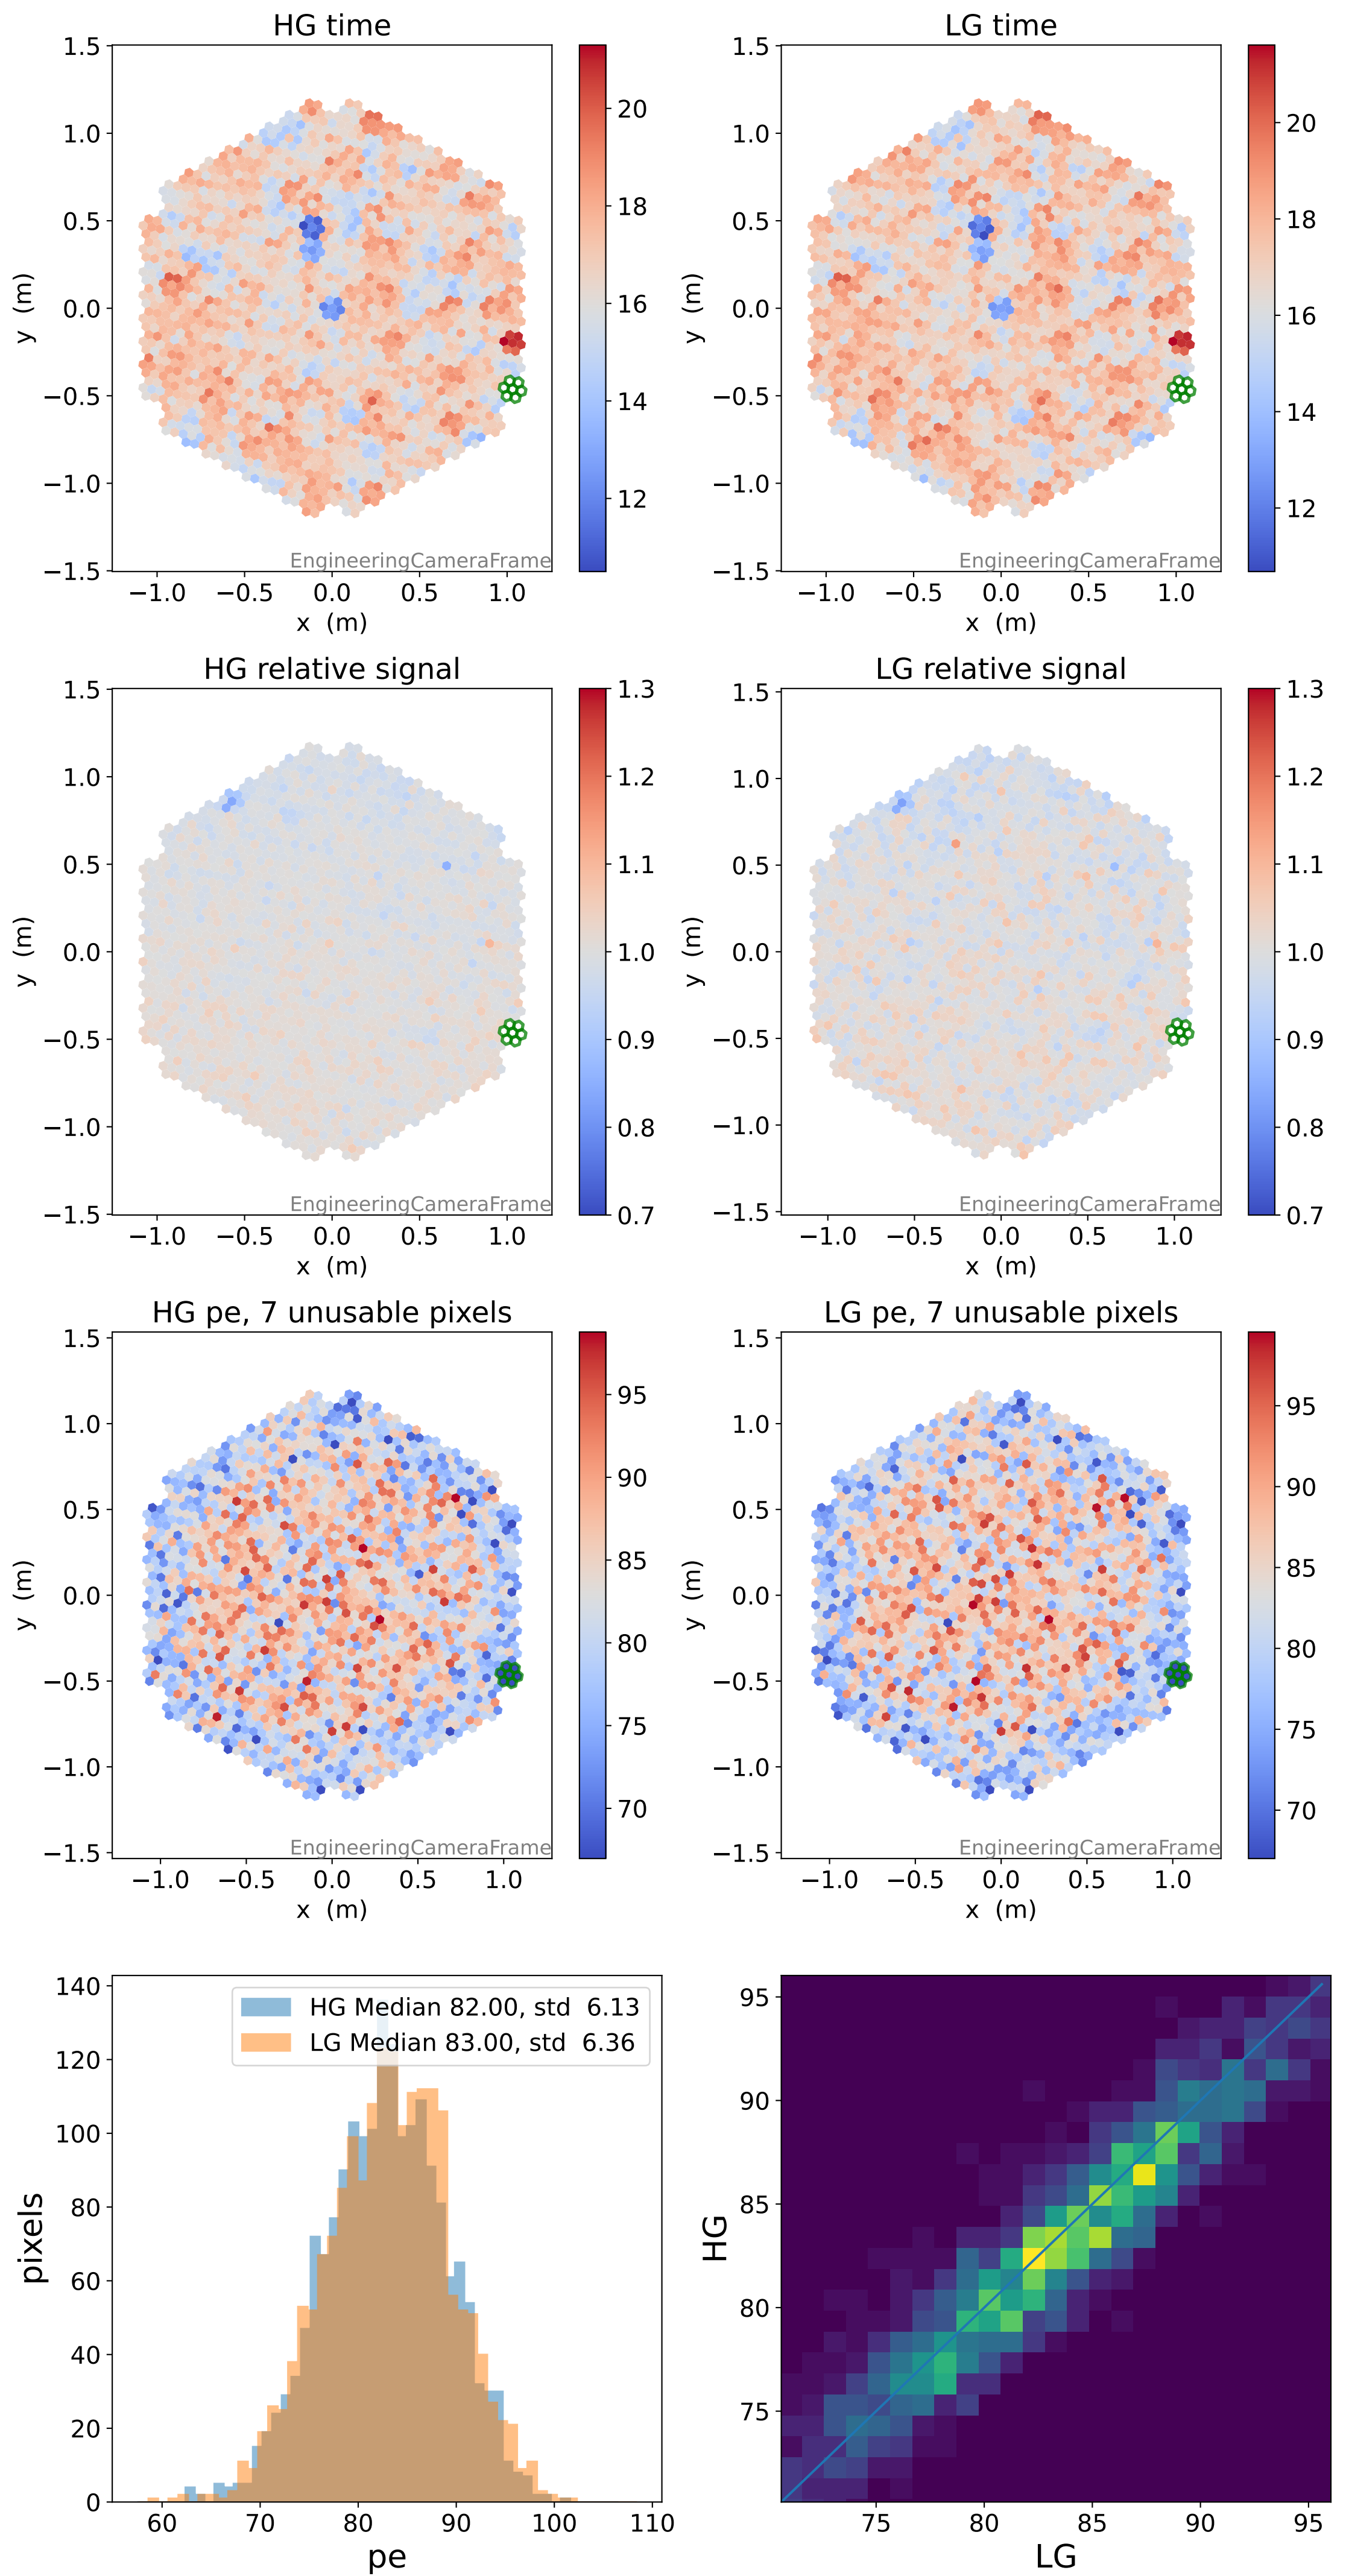 HG time
LG time
1.5
1.0
0.5
0.0
−0.5
−1.0
−1.5
y (m)
−1.0 −0.5 0.0 0.5 1.0
x (m)
EngineeringCameraFrame
20
18
16
14
12
1.5
1.0
0.5
0.0
−0.5
−1.0
−1.5
y (m)
−1.0 −0.5 0.0 0.5 1.0
x (m)
EngineeringCameraFrame
20
18
16
14
12
HG relative signal
LG relative signal
1.5
1.0
0.5
0.0
−0.5
−1.0
−1.5
y (m)
−1.0 −0.5 0.0 0.5 1.0
x (m)
EngineeringCameraFrame
1.3
1.2
1.1
1.0
0.9
0.8
0.7
1.5
1.0
0.5
0.0
−0.5
−1.0
−1.5
y (m)
−1.0 −0.5 0.0 0.5 1.0
x (m)
EngineeringCameraFrame
1.3
1.2
1.1
1.0
0.9
0.8
0.7
HG pe, 7 unusable pixels
LG pe, 7 unusable pixels
1.5
1.0
0.5
0.0
−0.5
−1.0
−1.5
y (m)
−1.0 −0.5 0.0 0.5 1.0
x (m)
EngineeringCameraFrame
95
90
85
80
75
70
1.5
1.0
0.5
0.0
−0.5
−1.0
−1.5
y (m)
−1.0 −0.5 0.0 0.5 1.0
x (m)
EngineeringCameraFrame
95
90
85
80
75
70
HG Median 82.00, std 6.13
LG Median 83.00, std 6.36
140
120
100
80
60
40
20
0
pixels
60 70 80 90 100 110
pe
95
90
85
80
75
HG
75 80 85 90 95
LG